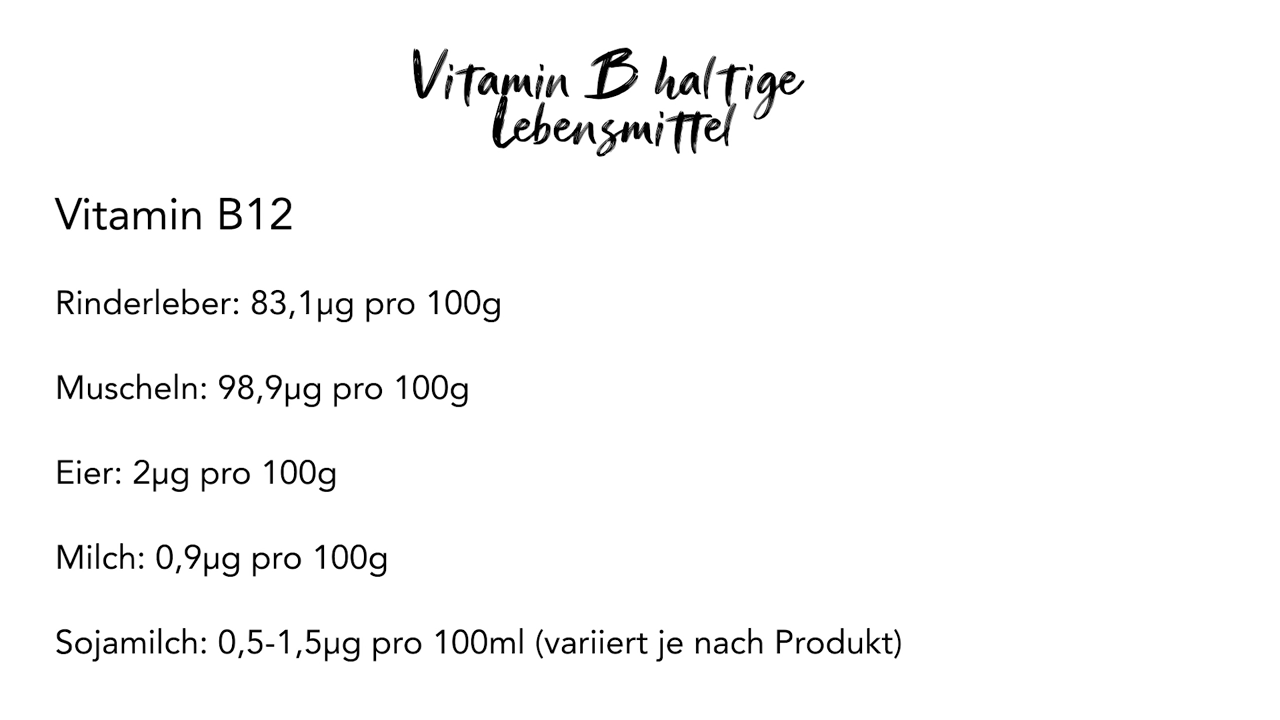 Vitamin B haltige
Lebensmittel
Vitamin B12
Rinderleber: 83,1µg pro 100g
Muscheln: 98,9µg pro 100g
Eier: 2µg pro 100g
Milch: 0,9µg pro 100g
Sojamilch: 0,5-1,5µg pro 100ml (variiert je nach Produkt)